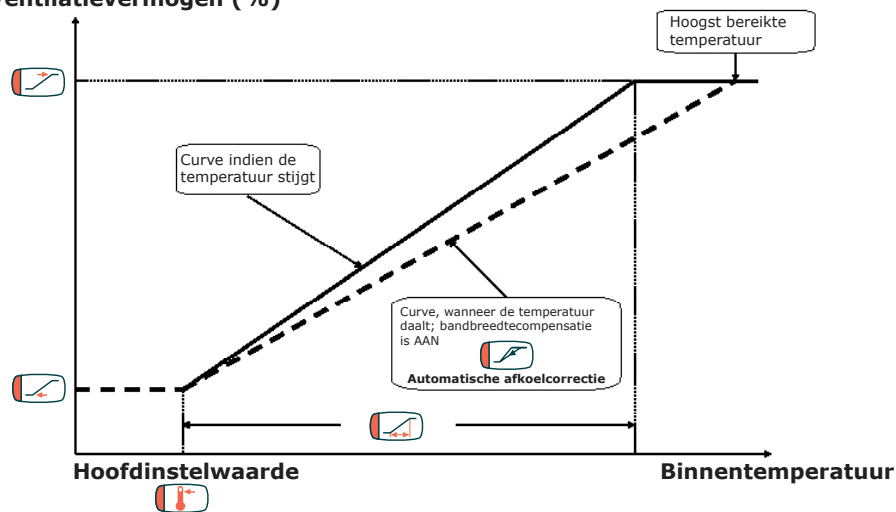 Ventilatievermogen (%)
Hoogst bereikte
temperatuur
Curve indien de
temperatuur stijgt
Curve, wanneer de temperatuur
daalt; bandbreedtecompensatie
is AAN
Automatische afkoelcorrectie
Hoofdinstelwaarde
Binnentemperatuur